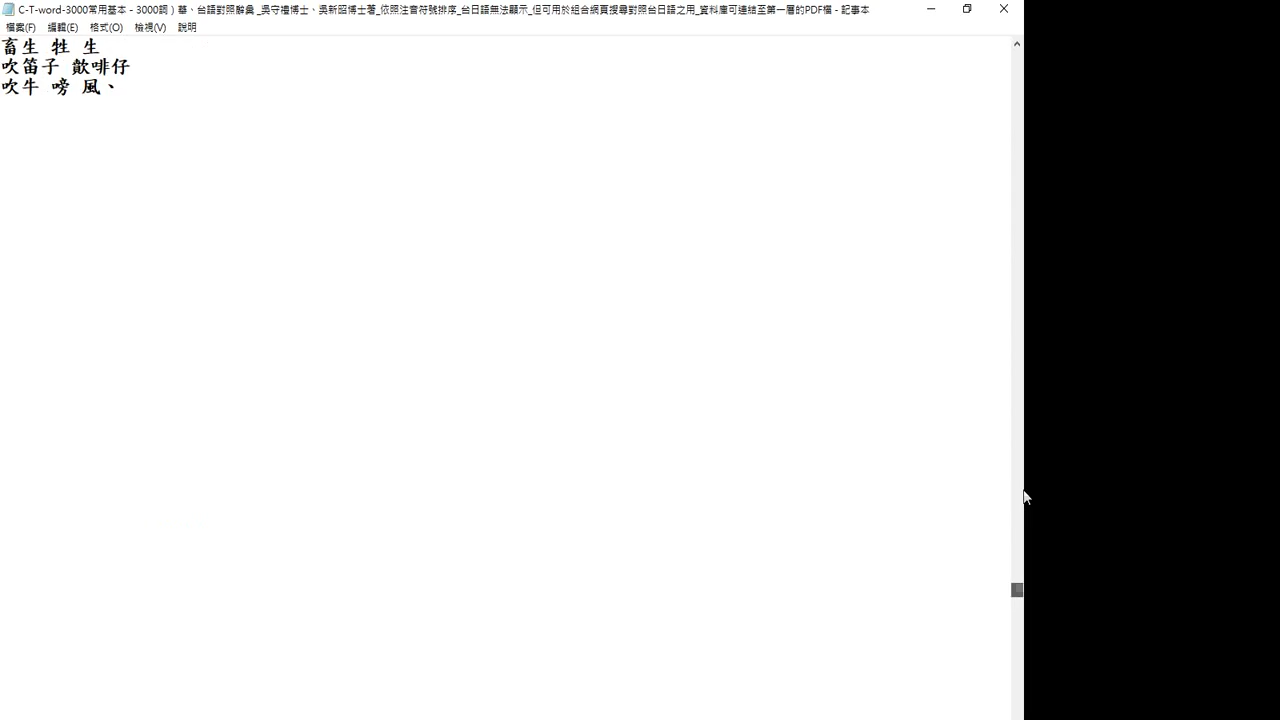 C-T-word-3000常用基本 - 3000詞 ) 華、台語對照辭彙 _吳守禮博士、吳新昭博士著_依照注音符號排序_台日語無法顯示_但可用於組合網頁搜尋對照台日語之用_資料庫可連結至第一層的PDF檔 - 記事本
檔案(F) 編輯(E) 格式(O) 檢視(V) 說明
畜生 牲 生
吹笛子 歕啡仔
吹牛 嗙 風、